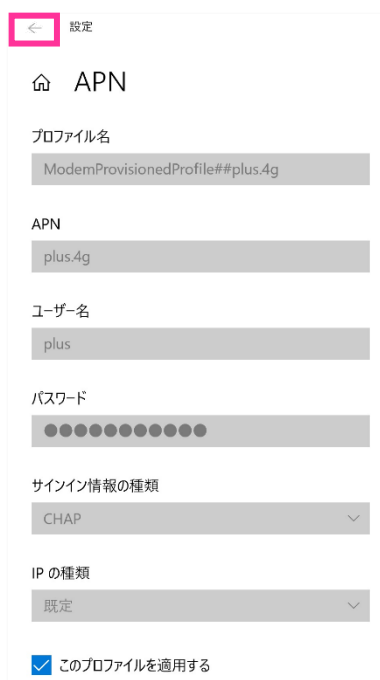 設定
APN
プロファイル名
ModemProvisionedProfile##plus.4g
APN
plus.4g
ユーザー名
plus
パスワード
●●●●●●●●●●●
サインイン情報の種類
CHAP
IP の種類
既定
このプロファイルを適用する